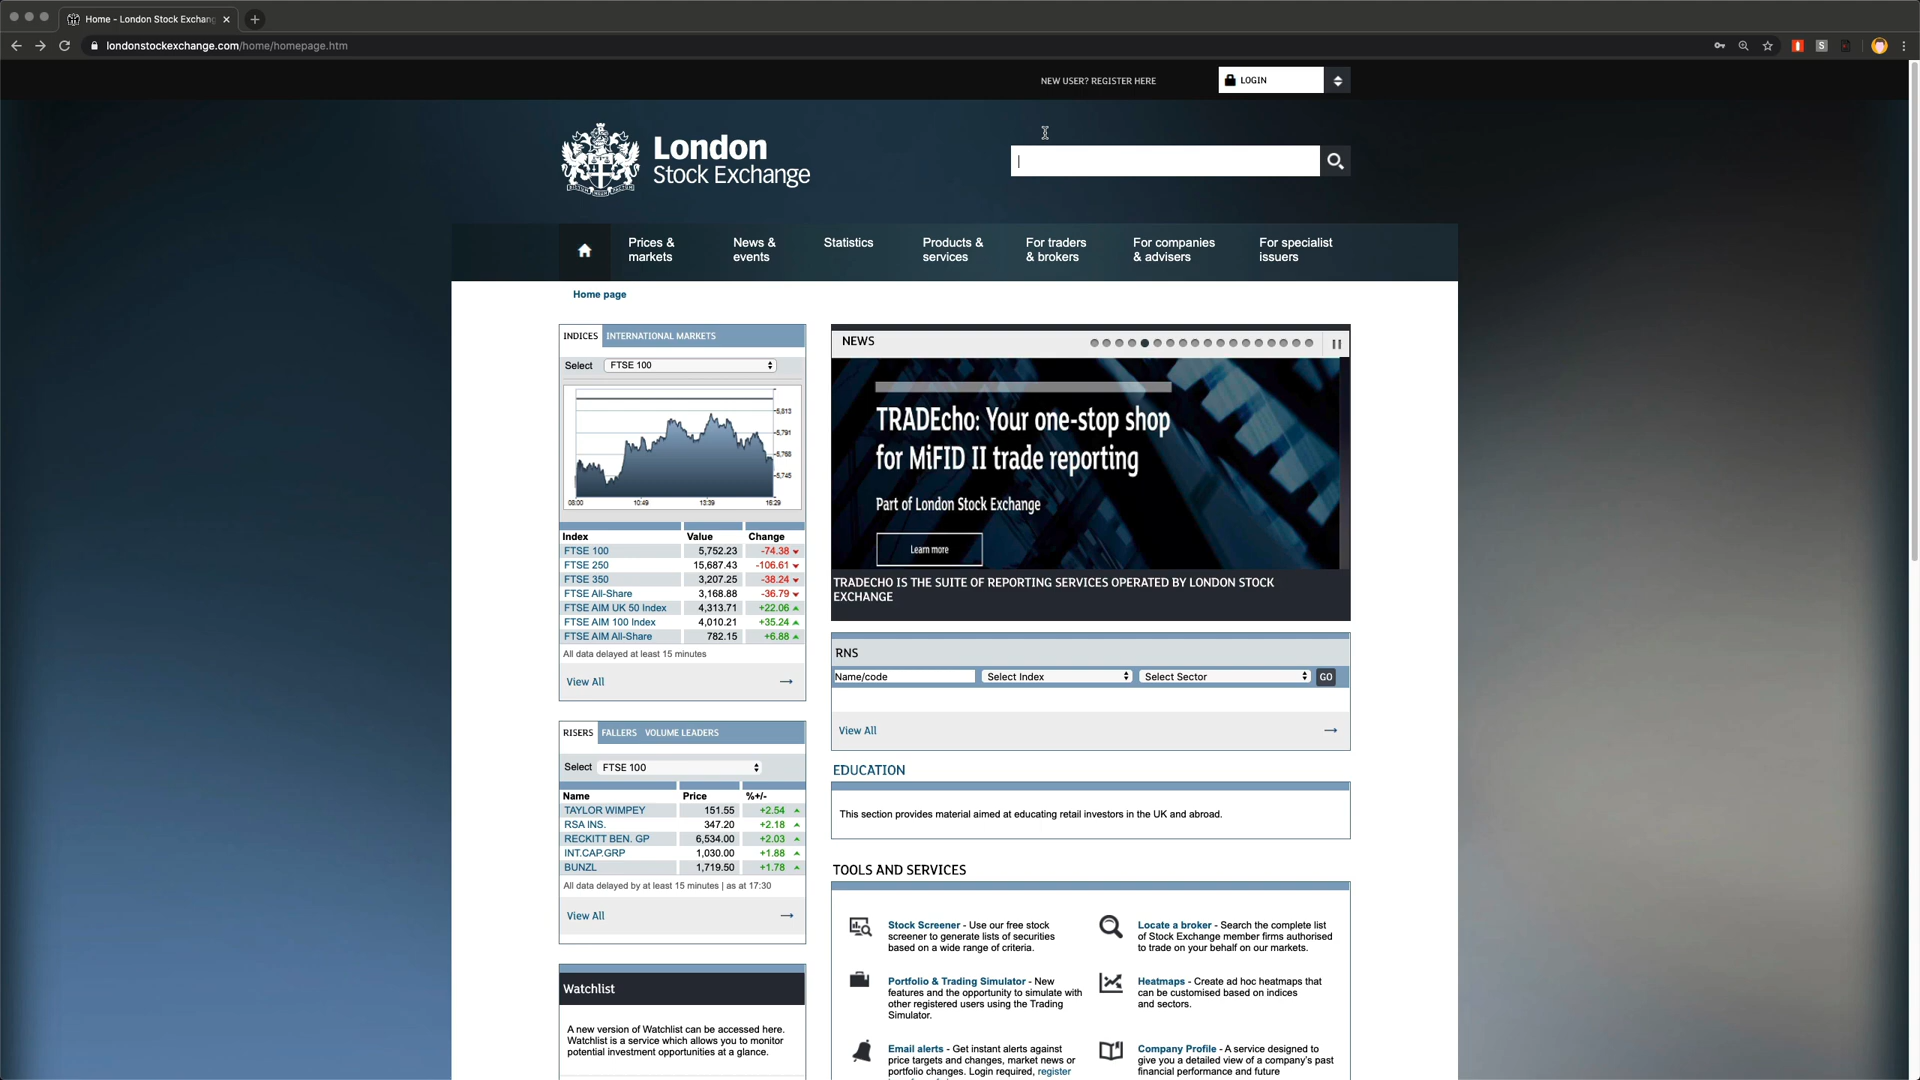 Home - London Stock Exchang
londonstockexchange.com/home/homepage.htm
NEW USER? REGISTER HERE
LOGIN
London
Stock Exchange
Prices &
markets
News &
events
Statistics
Products &
services
For traders
& brokers
For companies
& advisers
For specialist
issuers
Home page
INDICES INTERNATIONAL MARKETS
Select FTSE 100
5,813
5,791
5,768
5,745
08:00 10:49 13:39 16:29
Index Value Change
FTSE 100 5,752.23 -74.38
FTSE 250 15,687.43 -106.61
FTSE 350 3,207.25 -38.24
FTSE All-Share 3,168.88 -36.79
FTSE AIM UK 50 Index 4,313.71 +22.06
FTSE AIM 100 Index 4,010.21 +35.24
FTSE AIM All-Share 782.15 +6.88
All data delayed at least 15 minutes
View All
RISERS FALLERS VOLUME LEADERS
Select FTSE 100
Name Price %+/-
TAYLOR WIMPEY 151.55 +2.54
RSA INS. 347.20 +2.18
RECKITT BEN. GP 6,534.00 +2.03
INT.CAP.GRP 1,030.00 +1.88
BUNZL 1,719.50 +1.78
All data delayed by at least 15 minutes | as at 17:30
View All
Watchlist
A new version of Watchlist can be accessed here.
Watchlist is a service which allows you to monitor
potential investment opportunities at a glance.
NEWS
TRADEcho: Your one-stop shop
for MiFID II trade reporting
Part of London Stock Exchange
Learn more
TRADECHO IS THE SUITE OF REPORTING SERVICES OPERATED BY LONDON STOCK
EXCHANGE
RNS
Name/code Select Index Select Sector GO
View All
EDUCATION
This section provides material aimed at educating retail investors in the UK and abroad.
TOOLS AND SERVICES
Stock Screener - Use our free stock
screener to generate lists of securities
based on a wide range of criteria.
Locate a broker - Search the complete list
of Stock Exchange member firms authorised
to trade on your behalf on our markets.
Portfolio & Trading Simulator - New
features and the opportunity to simulate with
other registered users using the Trading
Simulator.
Heatmaps - Create ad hoc heatmaps that
can be customised based on indices
and sectors.
Email alerts - Get instant alerts against
price targets and changes, market news or
portfolio changes. Login required, register
Company Profile - A service designed to
give you a detailed view of a company's past
financial performance and future